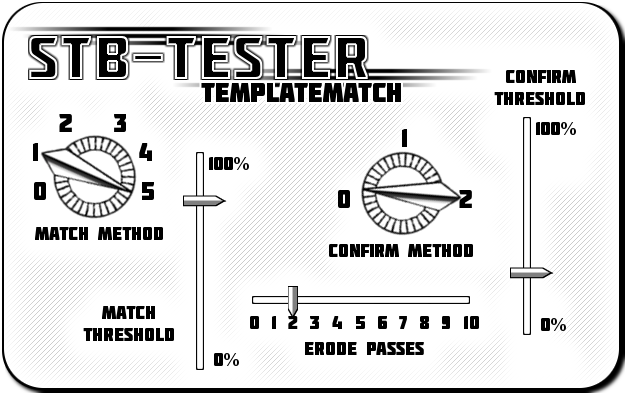 STB-TESTER
TEMPLATEMATCH
CONFIRM
THRESHOLD
100%
0%
0 1 2 3 4 5
MATCH METHOD
100%
MATCH
THRESHOLD
0%
0 1 2
CONFIRM METHOD
0 1 2 3 4 5 6 7 8 9 10
ERODE PASSES